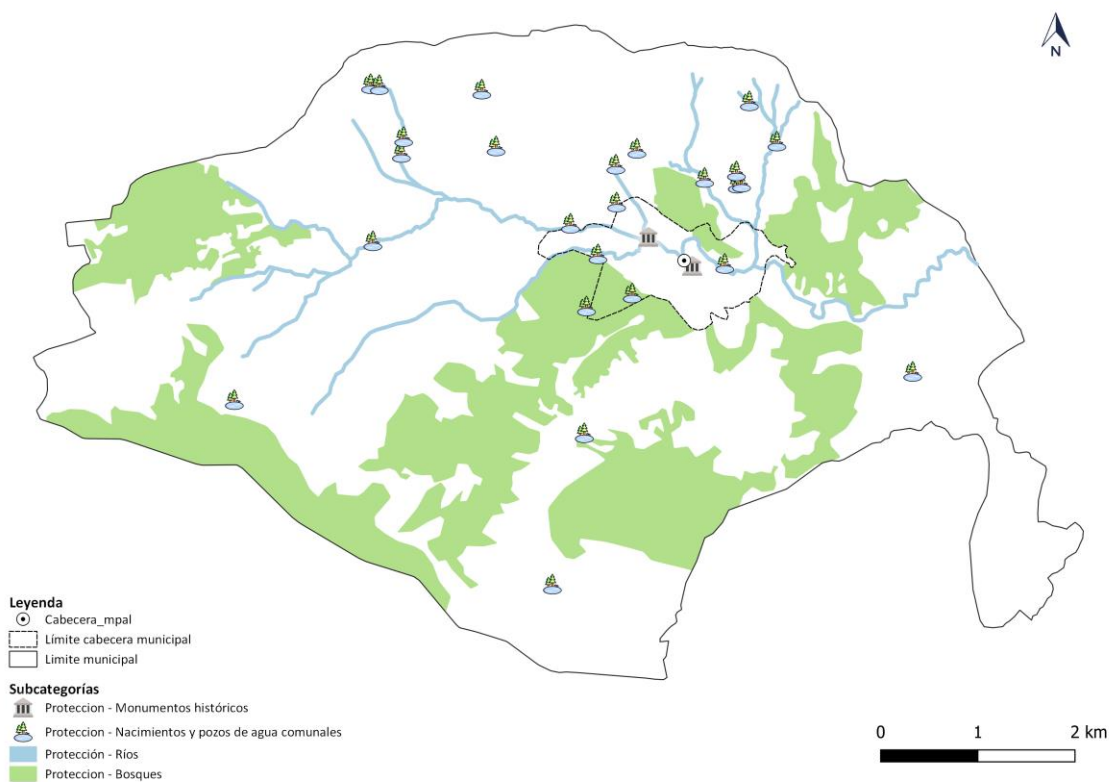 N
Leyenda
Cabecera_mpal
Límite cabecera municipal
Limite municipal
Subcategorías
Proteccion - Monumentos históricos
Proteccion - Nacimientos y pozos de agua comunales
Protección - Ríos
Proteccion - Bosques
0 1 2 km